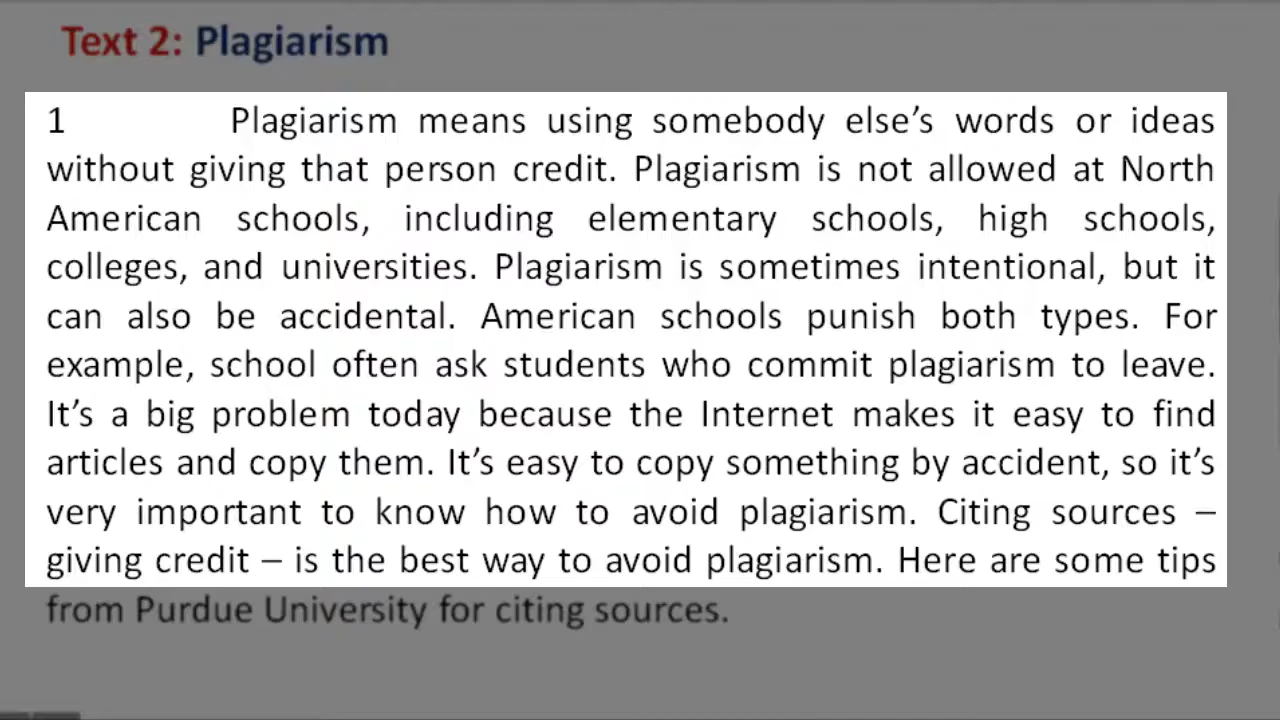 Text 2: Plagiarism
1 Plagiarism means using somebody else’s words or ideas
without giving that person credit. Plagiarism is not allowed at North
American schools, including elementary schools, high schools,
colleges, and universities. Plagiarism is sometimes intentional, but it
can also be accidental. American schools punish both types. For
example, school often ask students who commit plagiarism to leave.
It’s a big problem today because the Internet makes it easy to find
articles and copy them. It’s easy to copy something by accident, so it’s
very important to know how to avoid plagiarism. Citing sources –
giving credit – is the best way to avoid plagiarism. Here are some tips
from Purdue University for citing sources.